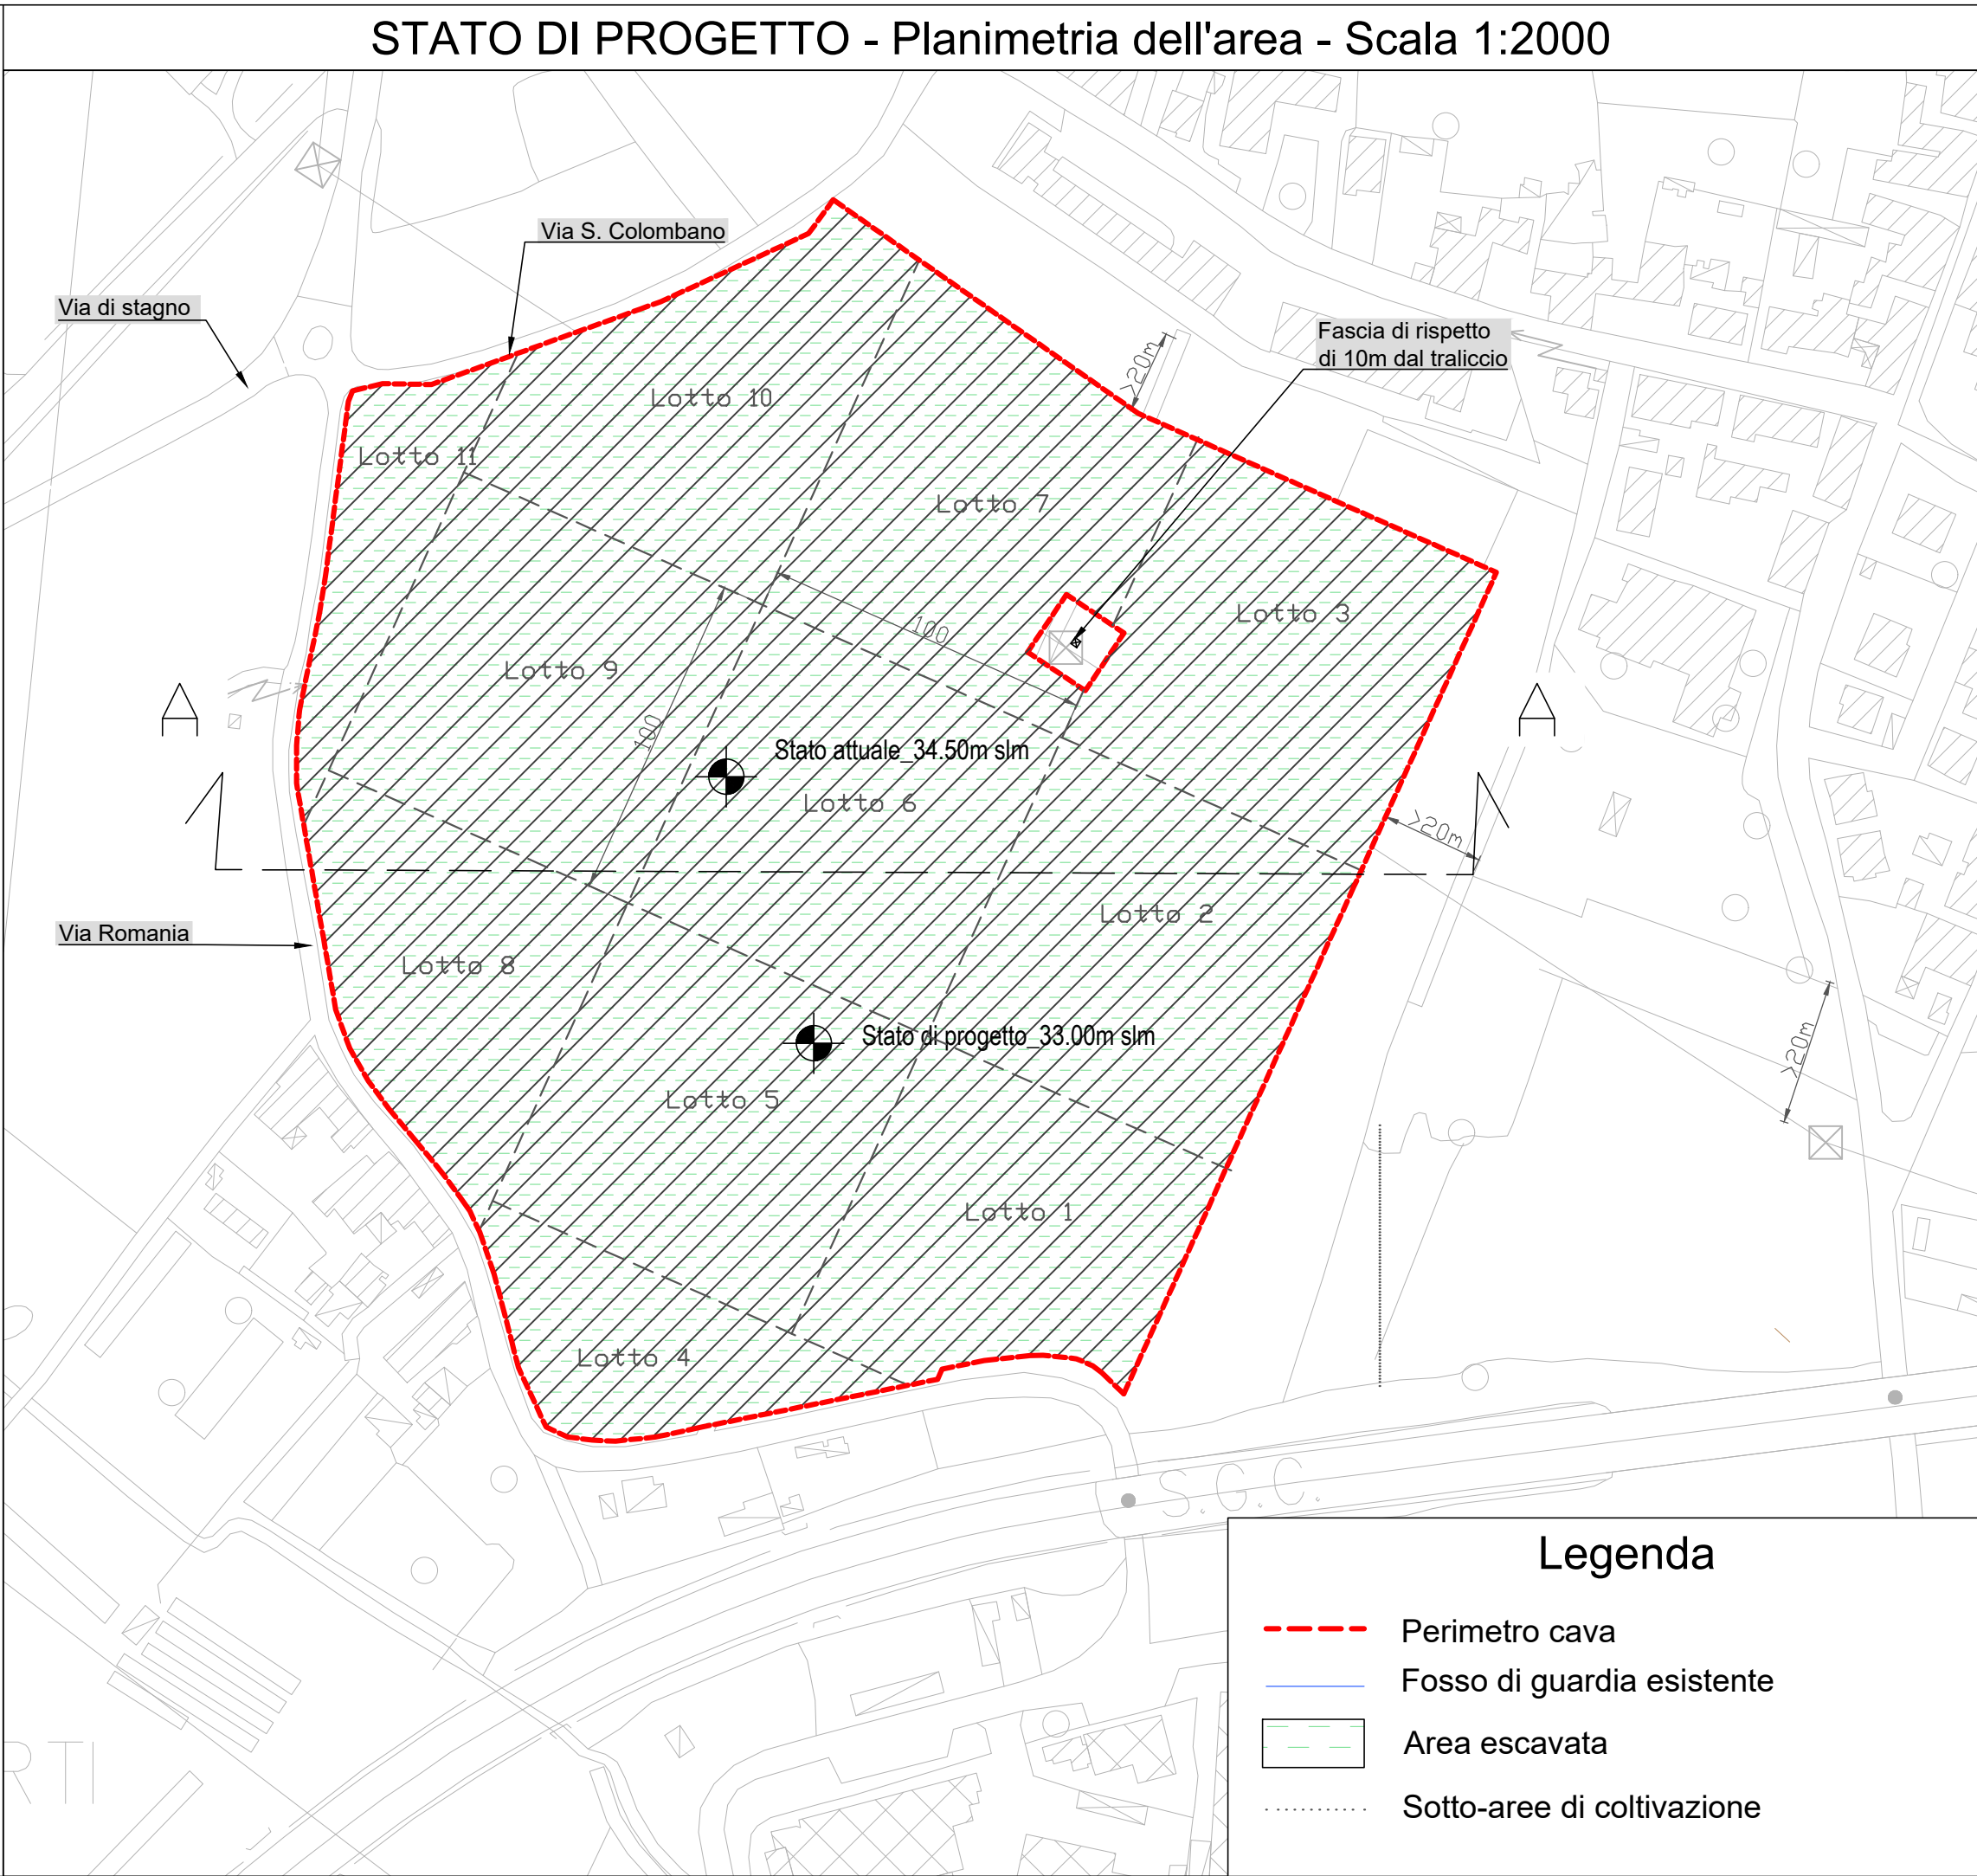 STATO DI PROGETTO - Planimetria dell'area - Scala 1:2000
Via S. Colombano
Via di stagno
Fascia di rispetto
di 10m dal traliccio
>20m
Lotto 10
Lotto 11
Lotto 7
Lotto 3
100
Lotto 9
100
A
A
Stato attuale_34.50m slm
Lotto 6
>20m
Lotto 2
Via Romania
Lotto 8
Stato di progetto_33.00m slm
>20m
Lotto 5
Lotto 1
Lotto 4
S.G.C.
Legenda
Perimetro cava
Fosso di guardia esistente
Area escavata
Sotto-aree di coltivazione